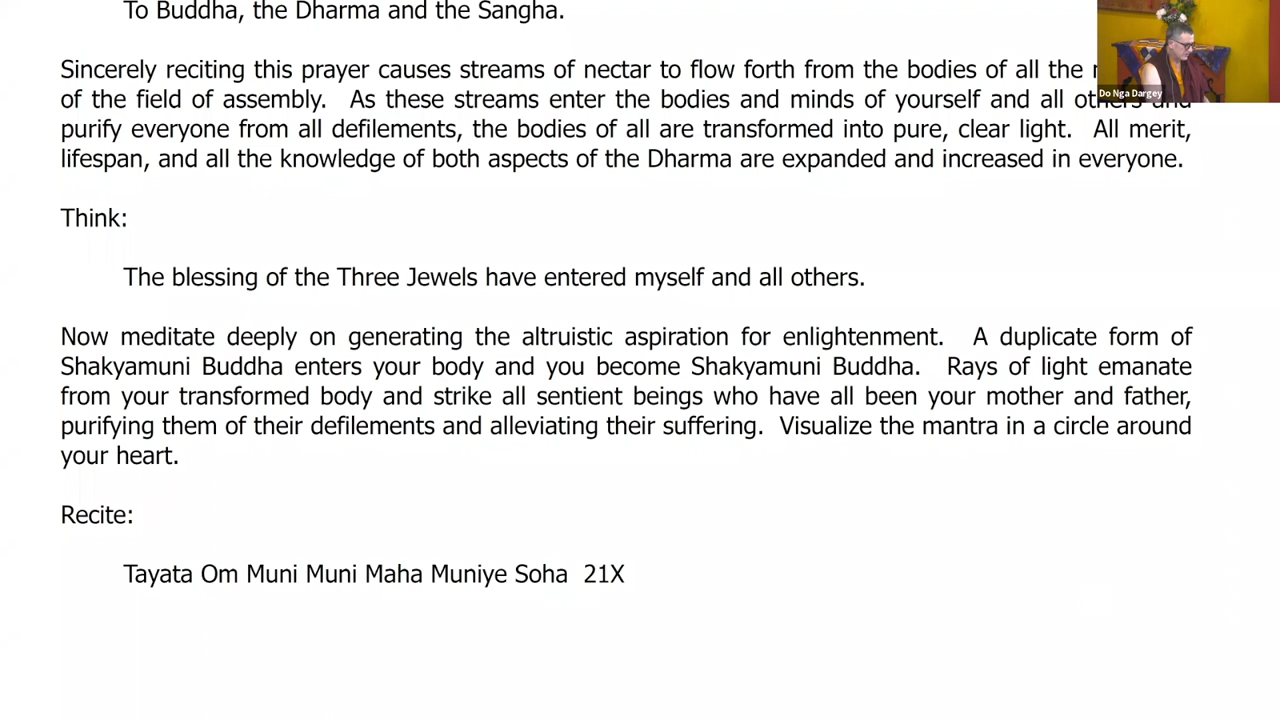 To Buddha, the Dharma and the Sangha.
Sincerely reciting this prayer causes streams of nectar to flow forth from the bodies of all the
of the field of assembly. As these streams enter the bodies and minds of yourself and all others and
purify everyone from all defilements, the bodies of all are transformed into pure, clear light. All merit,
lifespan, and all the knowledge of both aspects of the Dharma are expanded and increased in everyone.
Think:
The blessing of the Three Jewels have entered myself and all others.
Now meditate deeply on generating the altruistic aspiration for enlightenment. A duplicate form of
Shakyamuni Buddha enters your body and you become Shakyamuni Buddha. Rays of light emanate
from your transformed body and strike all sentient beings who have all been your mother and father,
purifying them of their defilements and alleviating their suffering. Visualize the mantra in a circle around
your heart.
Recite:
Tayata Om Muni Muni Maha Muniye Soha 21X
Do Nga Dargey